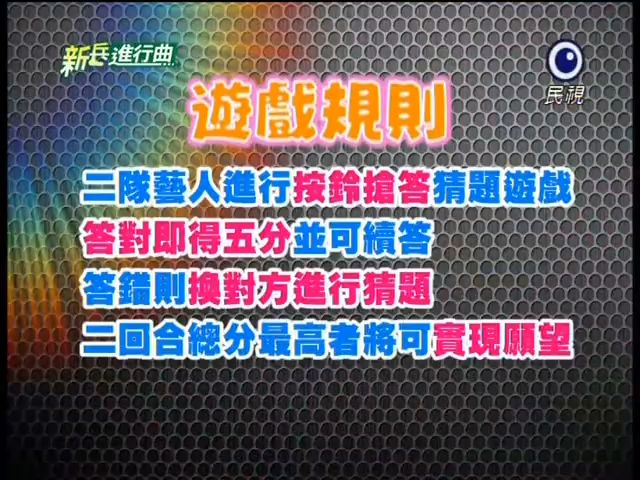 新兵進行曲
民視
遊戲規則
二隊藝人進行按鈴搶答猜題遊戲
答對即得五分並可續答
答錯則換對方進行猜題
二回合總分最高者將可實現願望